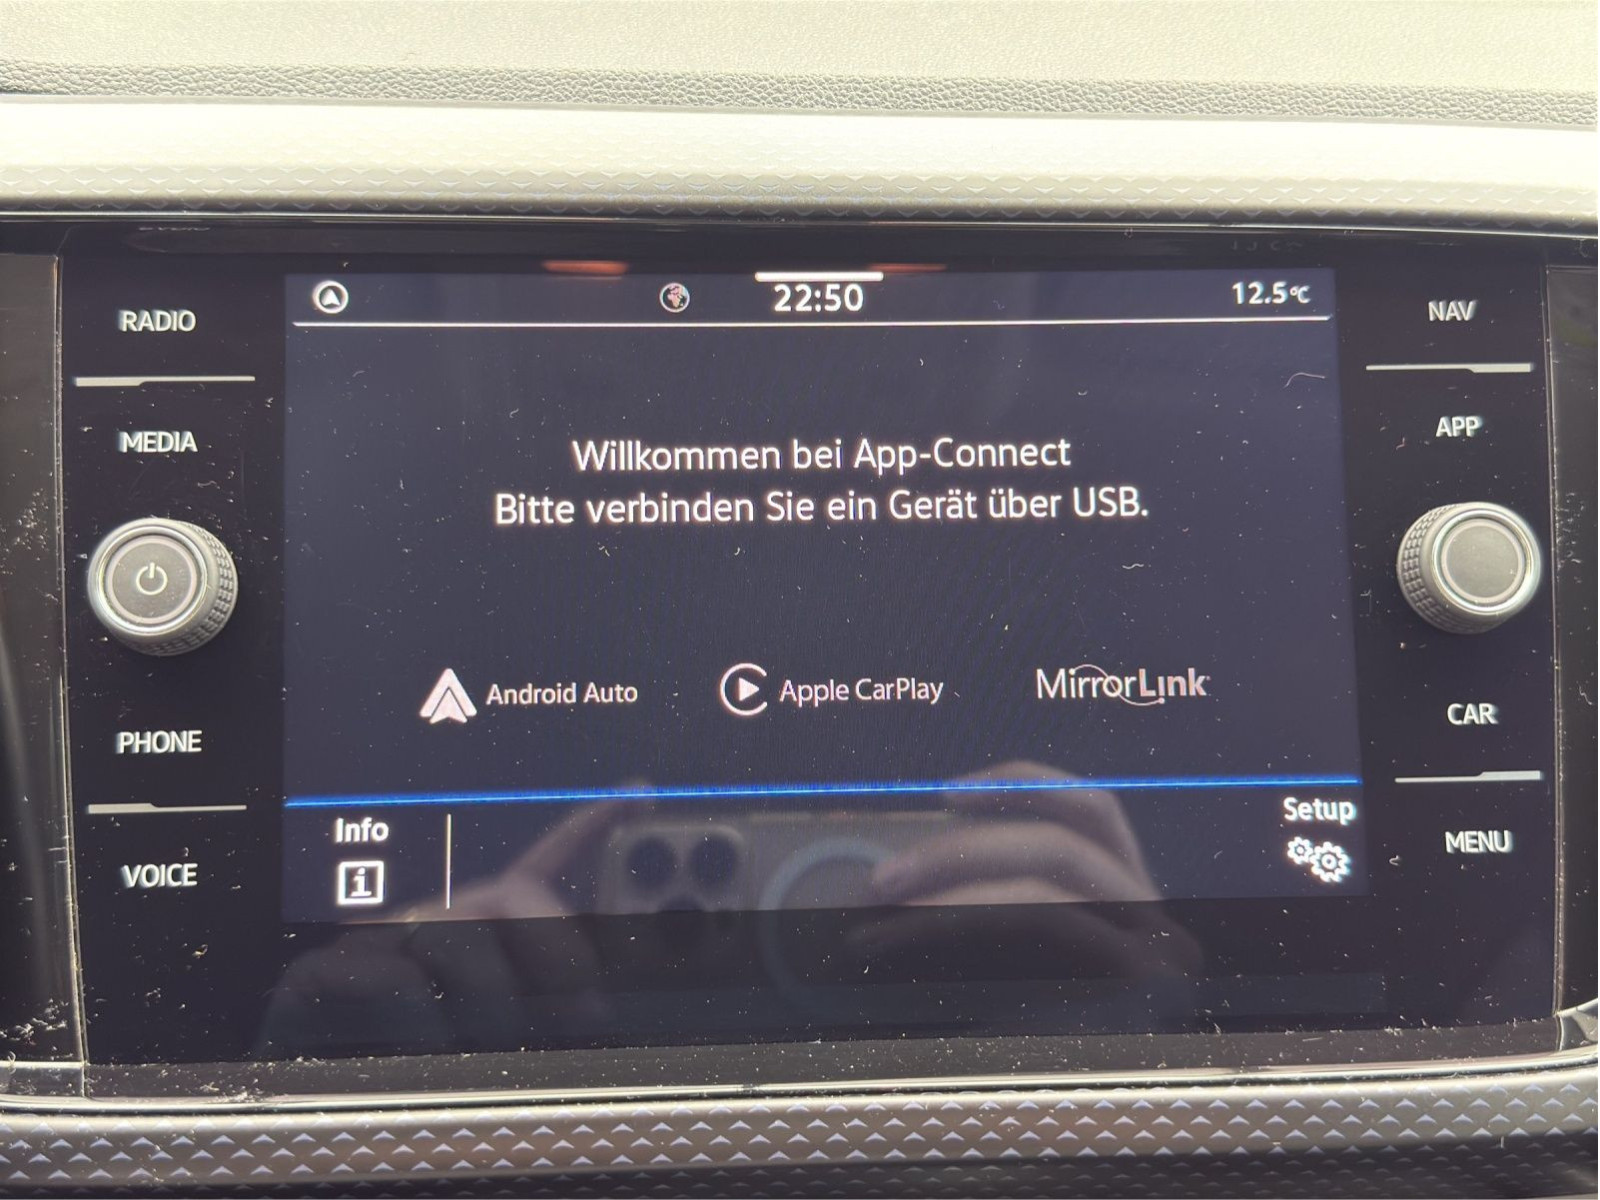 RADIO
MEDIA
PHONE
VOICE
22:50
12.5°C
Willkommen bei App-Connect
Bitte verbinden Sie ein Gerät über USB.
Android Auto
Apple CarPlay
MirrorLink
Info
i
Setup
NAV
APP
CAR
MENU